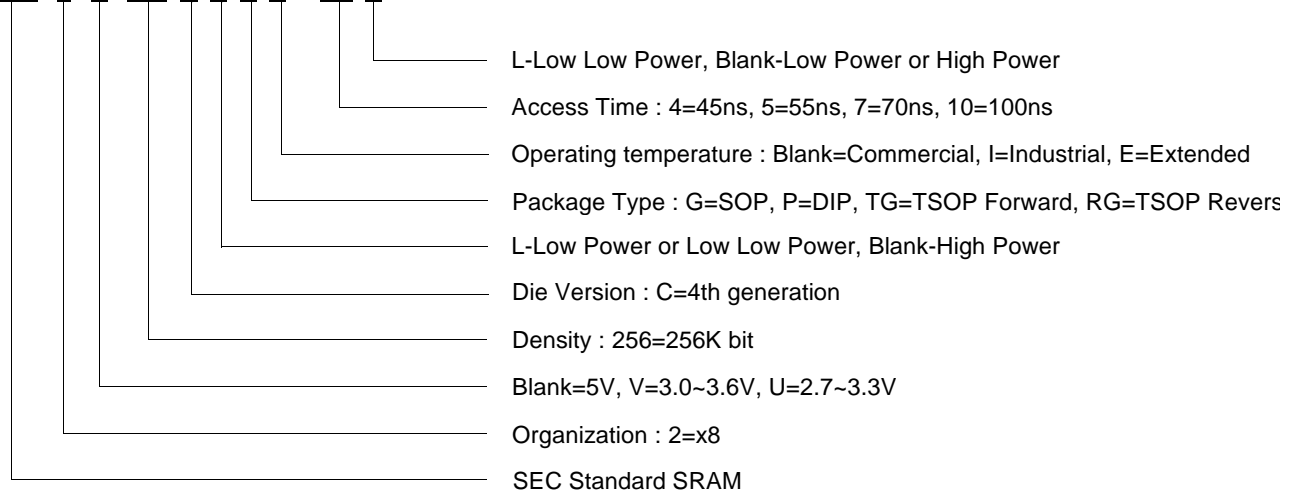 L-Low Low Power, Blank-Low Power or High Power
Access Time : 4=45ns, 5=55ns, 7=70ns, 10=100ns
Operating temperature : Blank=Commercial, I=Industrial, E=Extended
Package Type : G=SOP, P=DIP, TG=TSOP Forward, RG=TSOP Revers
L-Low Power or Low Low Power, Blank-High Power
Die Version : C=4th generation
Density : 256=256K bit
Blank=5V, V=3.0~3.6V, U=2.7~3.3V
Organization : 2=x8
SEC Standard SRAM